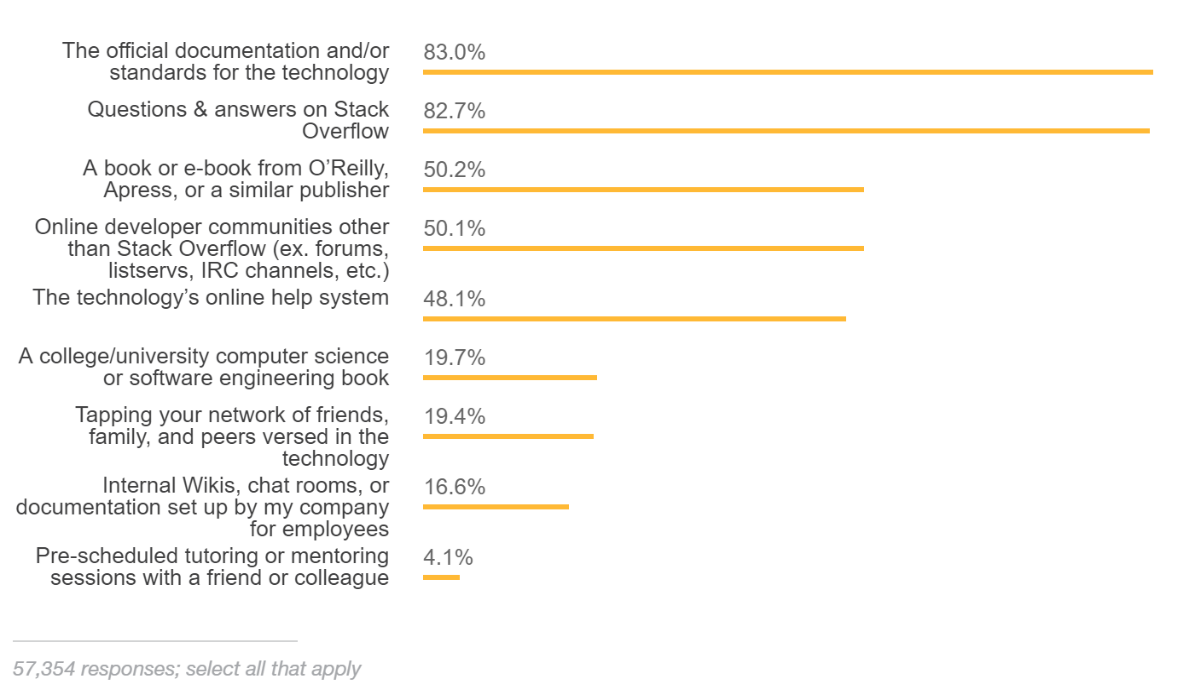 The official documentation and/or
standards for the technology
83.0%
Questions & answers on Stack
Overflow
82.7%
A book or e-book from O’Reilly,
Apress, or a similar publisher
50.2%
Online developer communities other
than Stack Overflow (ex. forums,
listservs, IRC channels, etc.)
50.1%
The technology’s online help system
48.1%
A college/university computer science
or software engineering book
19.7%
Tapping your network of friends,
family, and peers versed in the
technology
19.4%
Internal Wikis, chat rooms, or
documentation set up by my company
for employees
16.6%
Pre-scheduled tutoring or mentoring
sessions with a friend or colleague
4.1%
57,354 responses; select all that apply